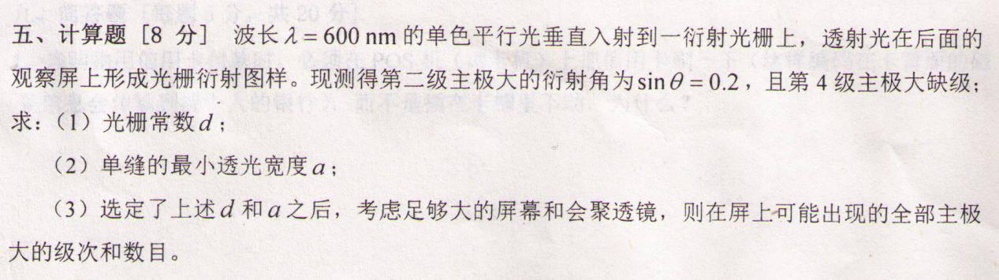 五、计算题［8 分］ 波长 λ = 600 nm 的单色平行光垂直入射到一衍射光栅上，透射光在后面的
观察屏上形成光栅衍射图样。现测得第二级主极大的衍射角为 sin θ = 0.2，且第 4 级主极大缺级；
求：（1）光栅常数 d；
（2）单缝的最小透光宽度 a；
（3）选定了上述 d 和 a 之后，考虑足够大的屏幕和会聚透镜，则在屏上可能出现的全部主极
大的级次和数目。